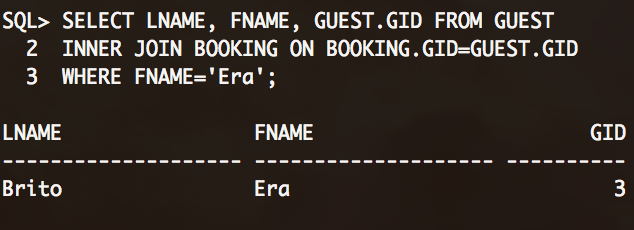 SQL> SELECT LNAME, FNAME, GUEST.GID FROM GUEST
  2  INNER JOIN BOOKING ON BOOKING.GID=GUEST.GID
  3  WHERE FNAME='Era';

LNAME                FNAME                       GID
-------------------- -------------------- ----------
Brito                Era                           3